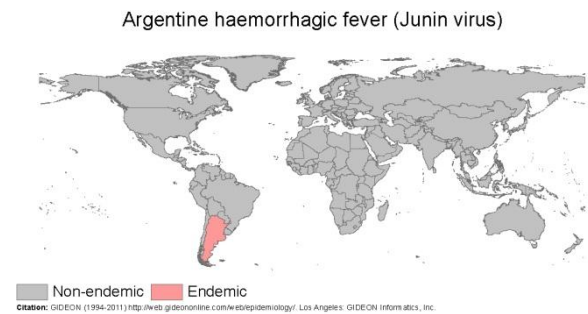 Argentine haemorrhagic fever (Junin virus)
Non-endemic Endemic
Citation: GIDEON (1994-2011) http://web.gideononline.com/web/epidemiology/. Los Angeles: GIDEON Informatics, Inc.